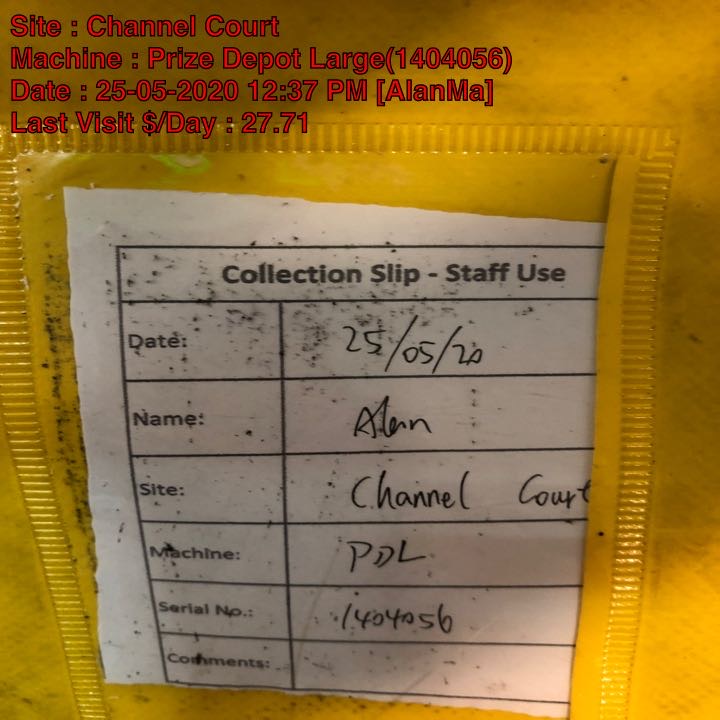 Site : Channel Court
Machine : Prize Depot Large(1404056)
Date : 25-05-2020 12:37 PM [AlanMa]
Last Visit $/Day : 27.71
Collection Slip - Staff Use
Date: 25/05/20
Name: Alan
Site: Channel Court
Machine: PDL
Serial No.: 1404056
Comments: